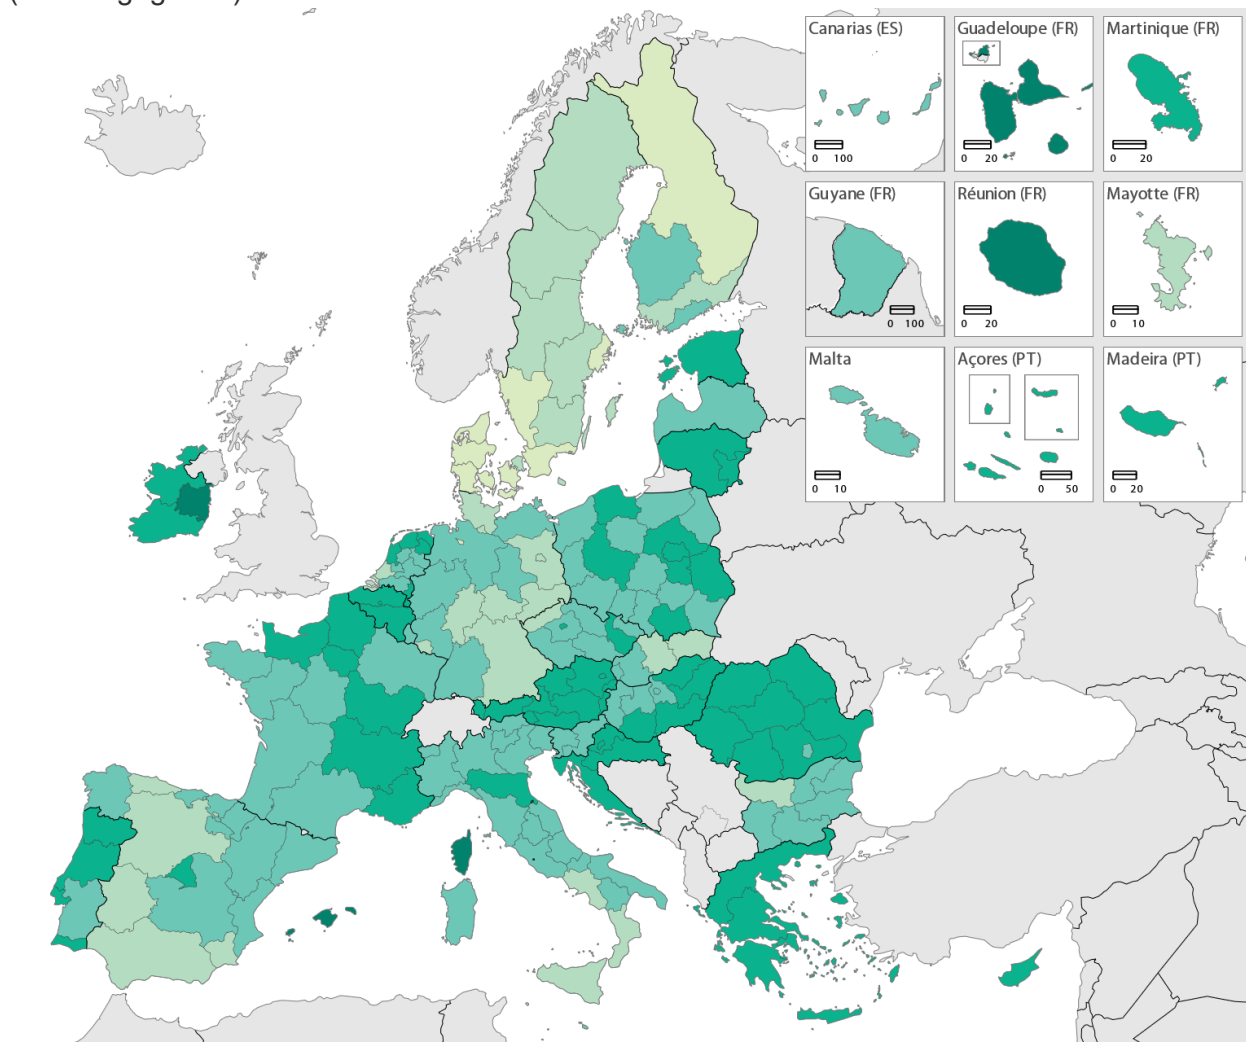 Canarias (ES)
0 100
Guadeloupe (FR)
0 20
Martinique (FR)
0 20
Guyane (FR)
0 100
Réunion (FR)
0 20
Mayotte (FR)
0 10
Malta
0 10
Açores (PT)
0 50
Madeira (PT)
0 20